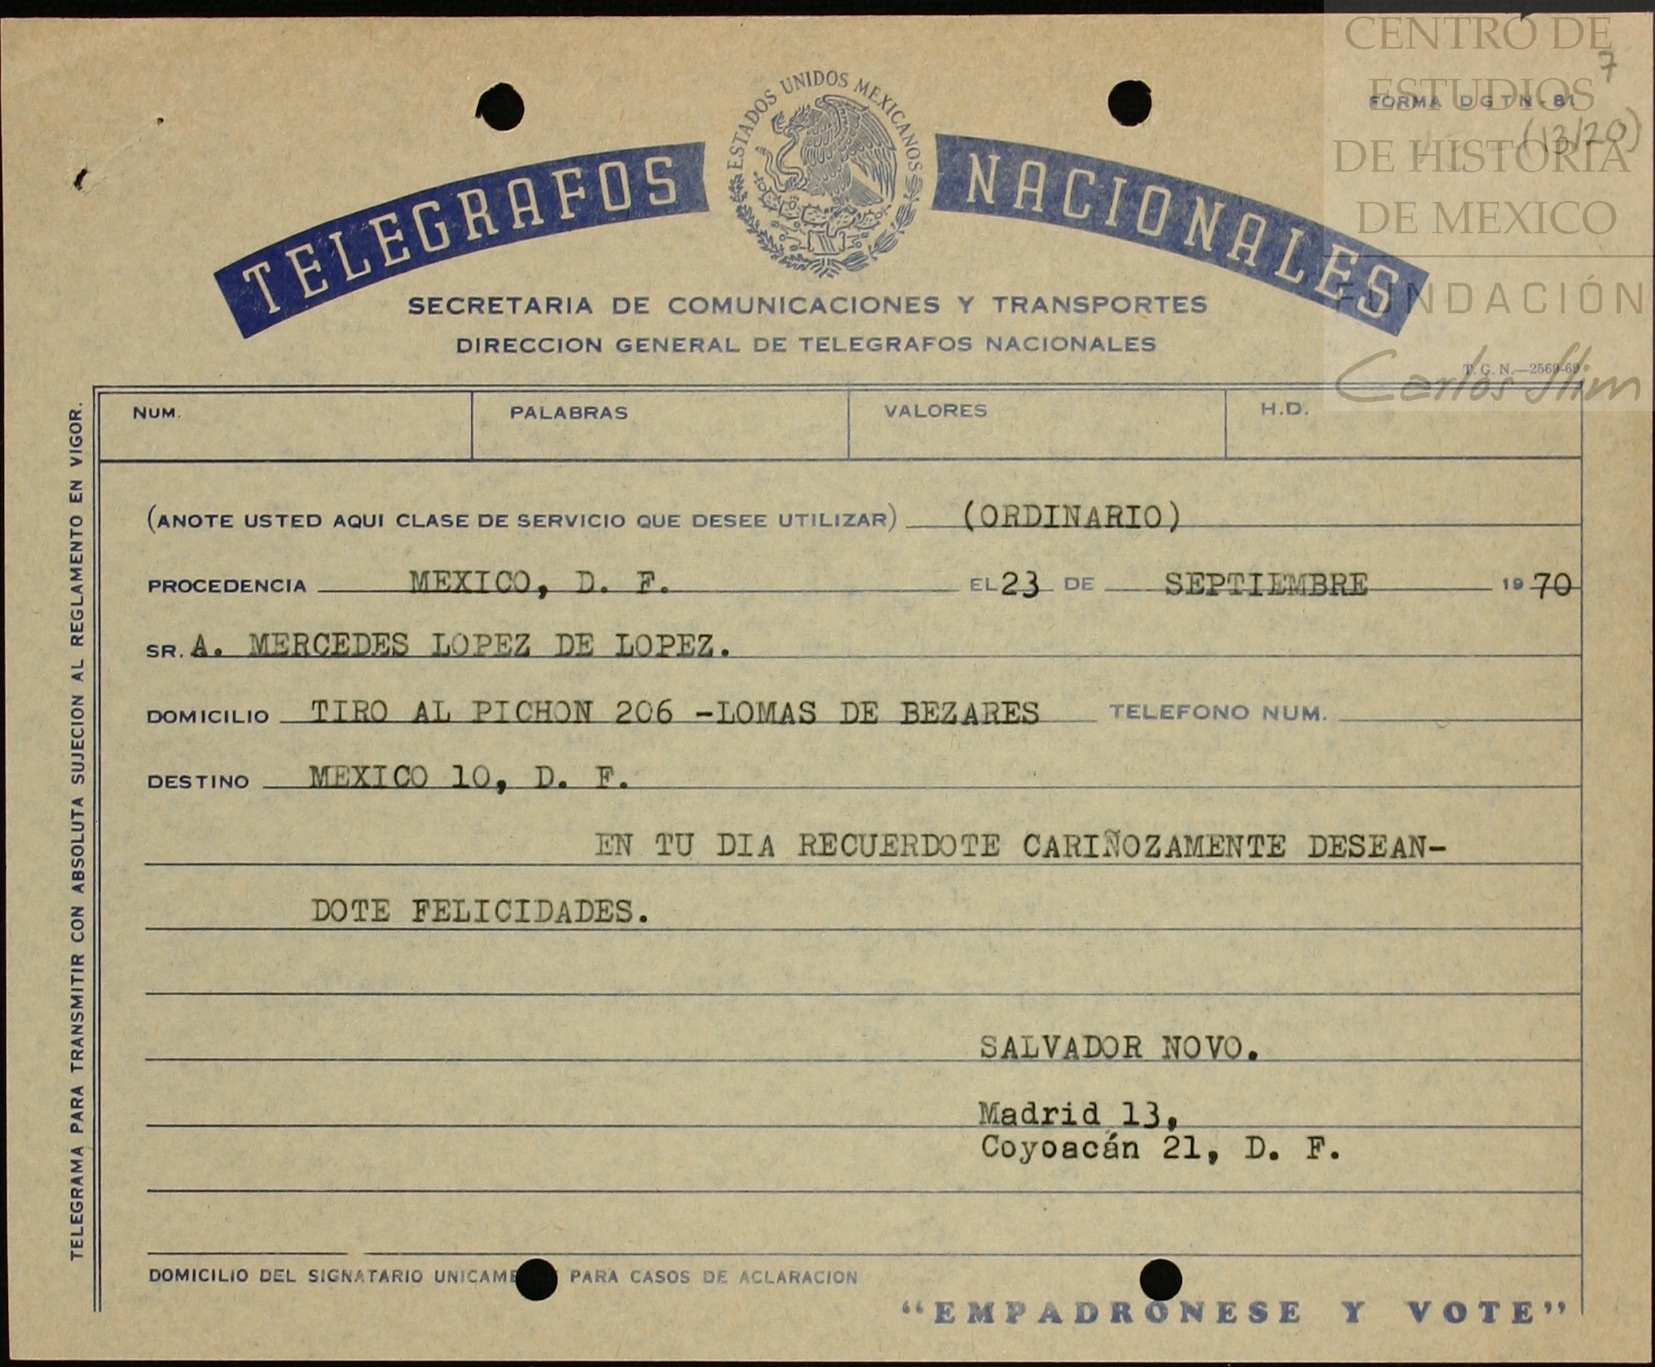 CENTRO DE
ESTUDIOS
DE HISTORIA
DE MEXICO
FUNDACIÓN
Carlos Slim
7
FORMA D G T N - 81
(13/20)
ESTADOS UNIDOS MEXICANOS
TELEGRAFOS NACIONALES
SECRETARIA DE COMUNICACIONES Y TRANSPORTES
DIRECCION GENERAL DE TELEGRAFOS NACIONALES
T. G. N.—2569-69
NUM. PALABRAS VALORES H.D.
(ANOTE USTED AQUI CLASE DE SERVICIO QUE DESEE UTILIZAR) (ORDINARIO)
PROCEDENCIA MEXICO, D. F. EL 23 DE SEPTIEMBRE 19 70
SR. A. MERCEDES LOPEZ DE LOPEZ.
DOMICILIO TIRO AL PICHON 206 -LOMAS DE BEZARES TELEFONO NUM.
DESTINO MEXICO 10, D. F.
EN TU DIA RECUERDOTE CARIÑOZAMENTE DESEAN-
DOTE FELICIDADES.
SALVADOR NOVO.
Madrid 13,
Coyoacán 21, D. F.
DOMICILIO DEL SIGNATARIO UNICAME PARA CASOS DE ACLARACION
"EMPADRONESE Y VOTE"
TELEGRAMA PARA TRANSMITIR CON ABSOLUTA SUJECION AL REGLAMENTO EN VIGOR.